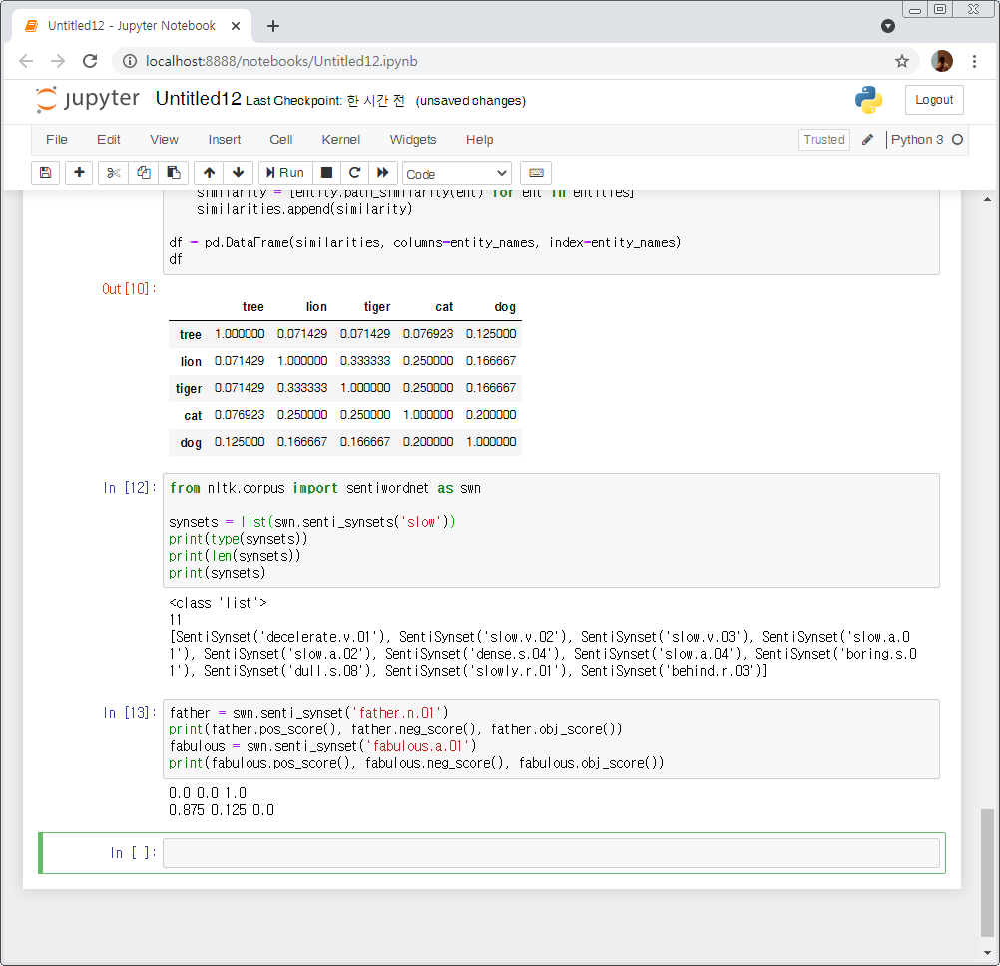 Untitled12 - Jupyter Notebook
localhost:8888/notebooks/Untitled12.ipynb
jupyter Untitled12 Last Checkpoint: 한 시간 전 (unsaved changes) Logout
File Edit View Insert Cell Kernel Widgets Help Trusted Python 3
Run Code
similarity = [entity.path_similarity(ent) for ent in entities]
similarities.append(similarity)
df = pd.DataFrame(similarities, columns=entity_names, index=entity_names)
df
Out[10]:
tree lion tiger cat dog
tree 1.000000 0.071429 0.071429 0.076923 0.125000
lion 0.071429 1.000000 0.333333 0.250000 0.166667
tiger 0.071429 0.333333 1.000000 0.250000 0.166667
cat 0.076923 0.250000 0.250000 1.000000 0.200000
dog 0.125000 0.166667 0.166667 0.200000 1.000000
In [12]: from nltk.corpus import sentiwordnet as swn
synsets = list(swn.senti_synsets('slow'))
print(type(synsets))
print(len(synsets))
print(synsets)
<class 'list'>
11
[SentiSynset('decelerate.v.01'), SentiSynset('slow.v.02'), SentiSynset('slow.v.03'), SentiSynset('slow.a.0
1'), SentiSynset('slow.a.02'), SentiSynset('dense.s.04'), SentiSynset('slow.a.04'), SentiSynset('boring.s.0
1'), SentiSynset('dull.s.08'), SentiSynset('slowly.r.01'), SentiSynset('behind.r.03')]
In [13]: father = swn.senti_synset('father.n.01')
print(father.pos_score(), father.neg_score(), father.obj_score())
fabulous = swn.senti_synset('fabulous.a.01')
print(fabulous.pos_score(), fabulous.neg_score(), fabulous.obj_score())
0.0 0.0 1.0
0.875 0.125 0.0
In [ ]: